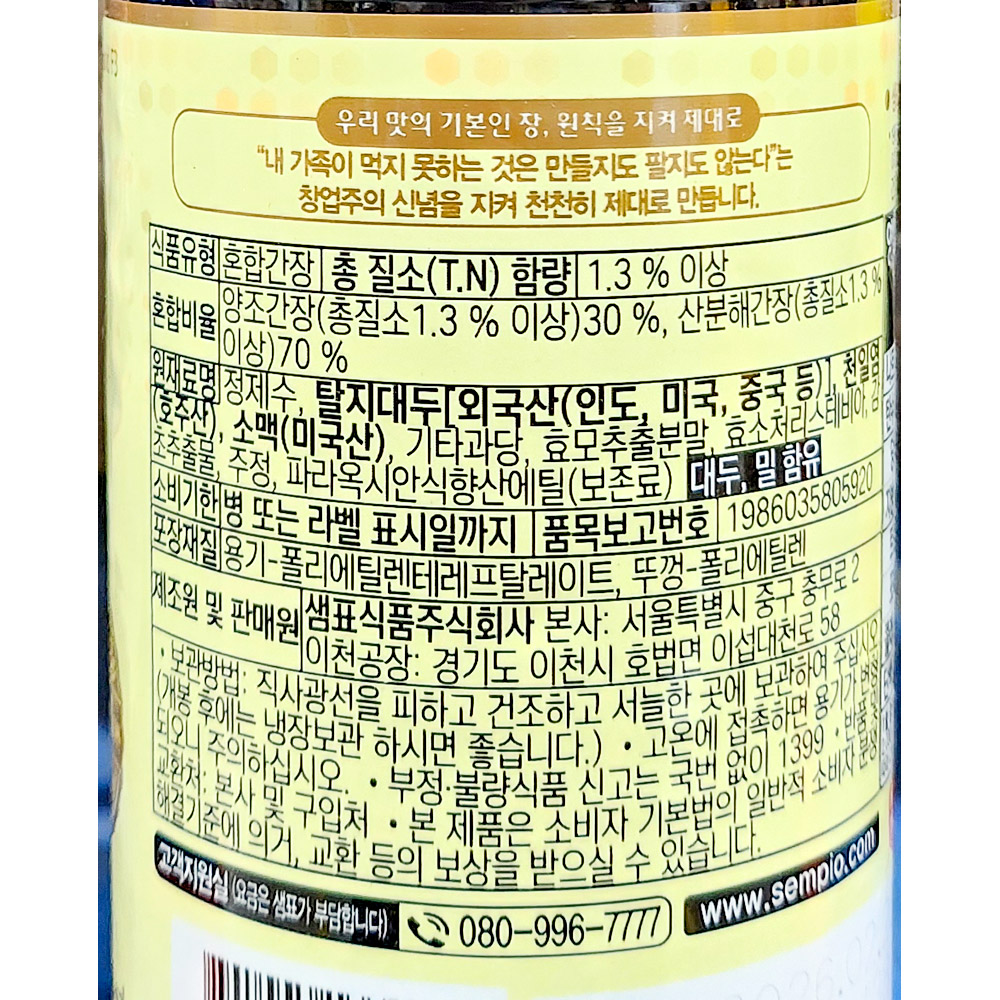 우리 맛의 기본인 장, 원칙을 지켜 제대로
"내 가족이 먹지 못하는 것은 만들지도 팔지도 않는다"는
창업주의 신념을 지켜 천천히 제대로 만듭니다.
식품유형 혼합간장 총 질소(T.N) 함량 1.3 % 이상
혼합비율 양조간장(총질소1.3 % 이상)30 %, 산분해간장(총질소1.3 %
이상)70 %
원재료명 정제수, 탈지대두[외국산(인도, 미국, 중국 등)], 천일염
(호주산), 소맥(미국산), 기타과당, 효모추출분말, 효소처리스테비아, 감
초추출물, 주정, 파라옥시안식향산에틸(보존료) 대두, 밀 함유
소비기한 병 또는 라벨 표시일까지 품목보고번호 1986035805920
포장재질 용기-폴리에틸렌테레프탈레이트, 뚜껑-폴리에틸렌
제조원 및 판매원 샘표식품주식회사 본사: 서울특별시 중구 충무로 2
이천공장: 경기도 이천시 호법면 이섭대천로 58
• 보관방법: 직사광선을 피하고 건조하고 서늘한 곳에 보관하여 주십시오
(개봉 후에는 냉장보관 하시면 좋습니다.) • 고온에 접촉하면 용기가 변형
되오니 주의하십시오. • 부정·불량식품 신고는 국번 없이 1399 • 반품 및
교환처: 본사 및 구입처 • 본 제품은 소비자 기본법의 일반적 소비자 분쟁
해결기준에 의거, 교환 등의 보상을 받으실 수 있습니다.
고객지원실 (요금은 샘표가 부담합니다) 080-996-7777 www.sempio.com